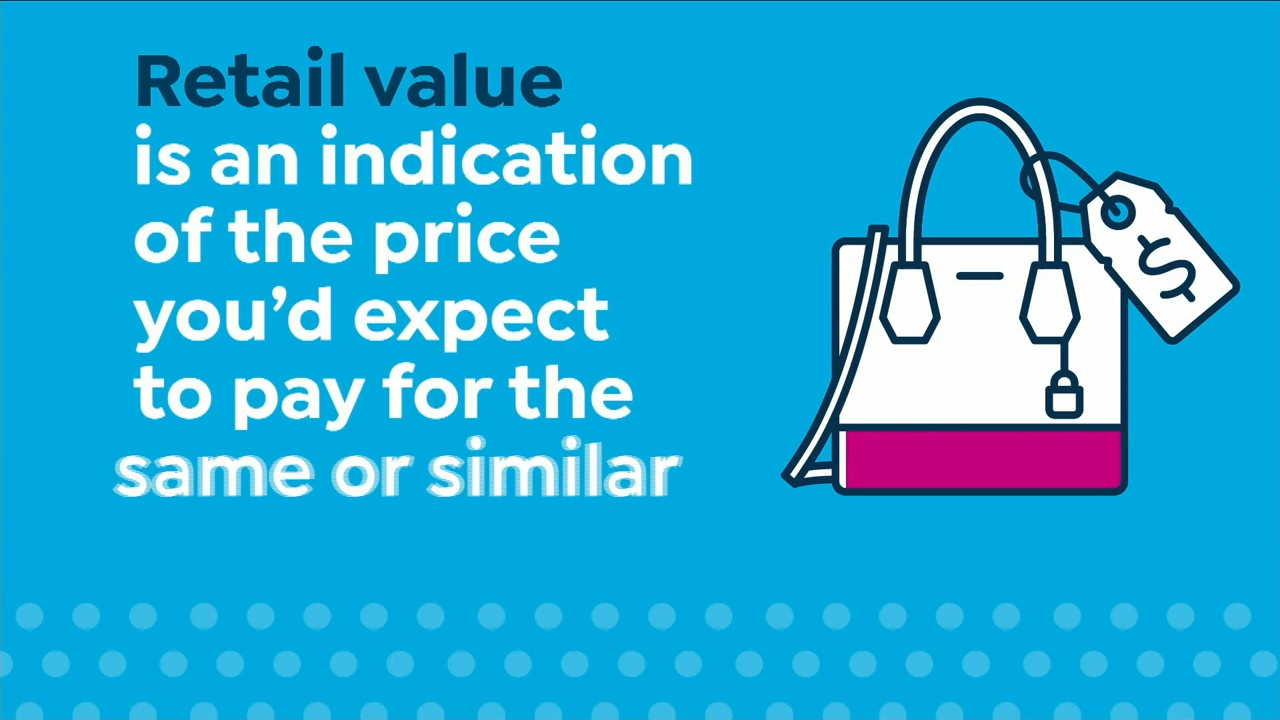 Retail value
is an indication
of the price
you’d expect
to pay for the
same or similar
$